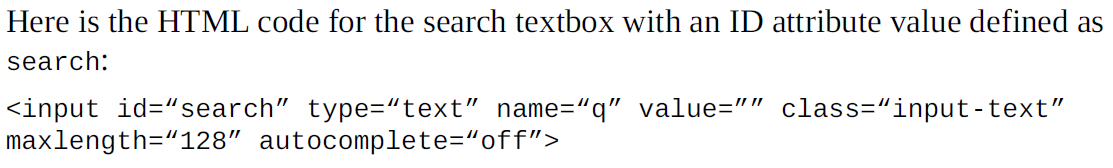 Here is the HTML code for the search textbox with an ID attribute value defined as
search:
<input id=“search” type=“text” name=“q” value=”” class=“input-text”
maxlength=“128” autocomplete=“off”>